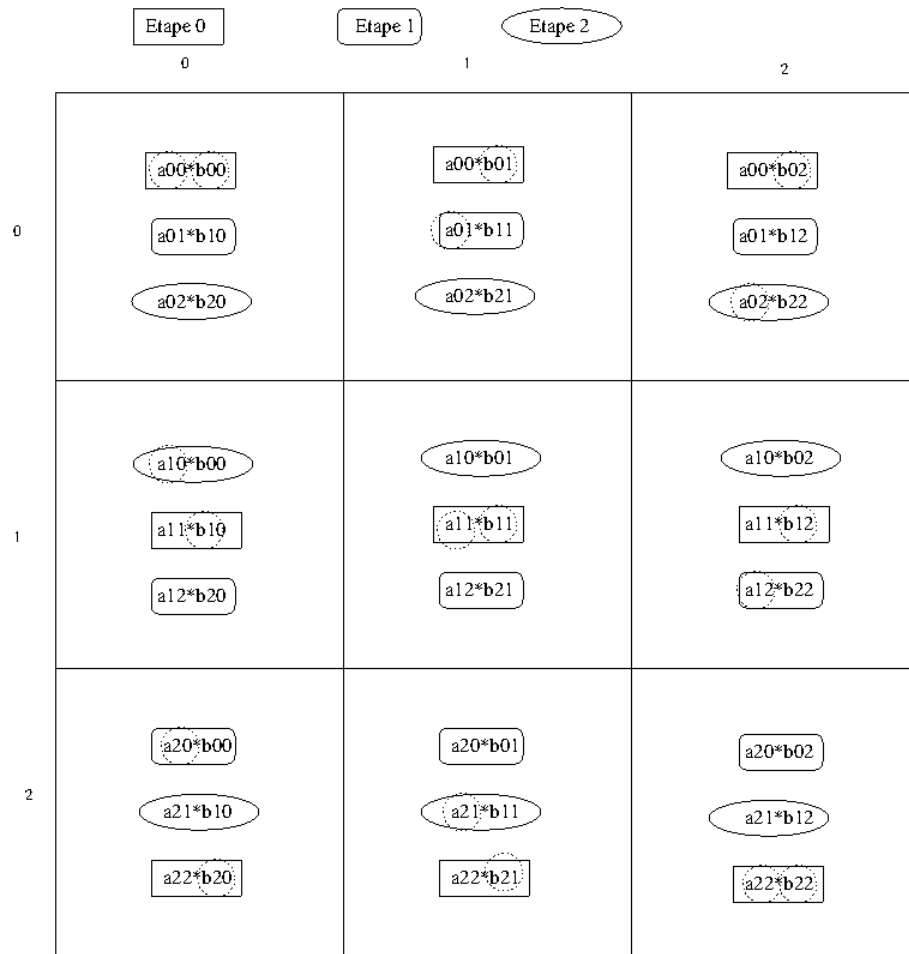 Etape 0 Etape 1 Etape 2
0 1 2
a00*b00 a00*b01 a00*b02
0 a01*b10 a01*b11 a01*b12
a02*b20 a02*b21 a02*b22
a10*b00 a10*b01 a10*b02
1 a11*b10 a11*b11 a11*b12
a12*b20 a12*b21 a12*b22
a20*b00 a20*b01 a20*b02
2 a21*b10 a21*b11 a21*b12
a22*b20 a22*b21 a22*b22